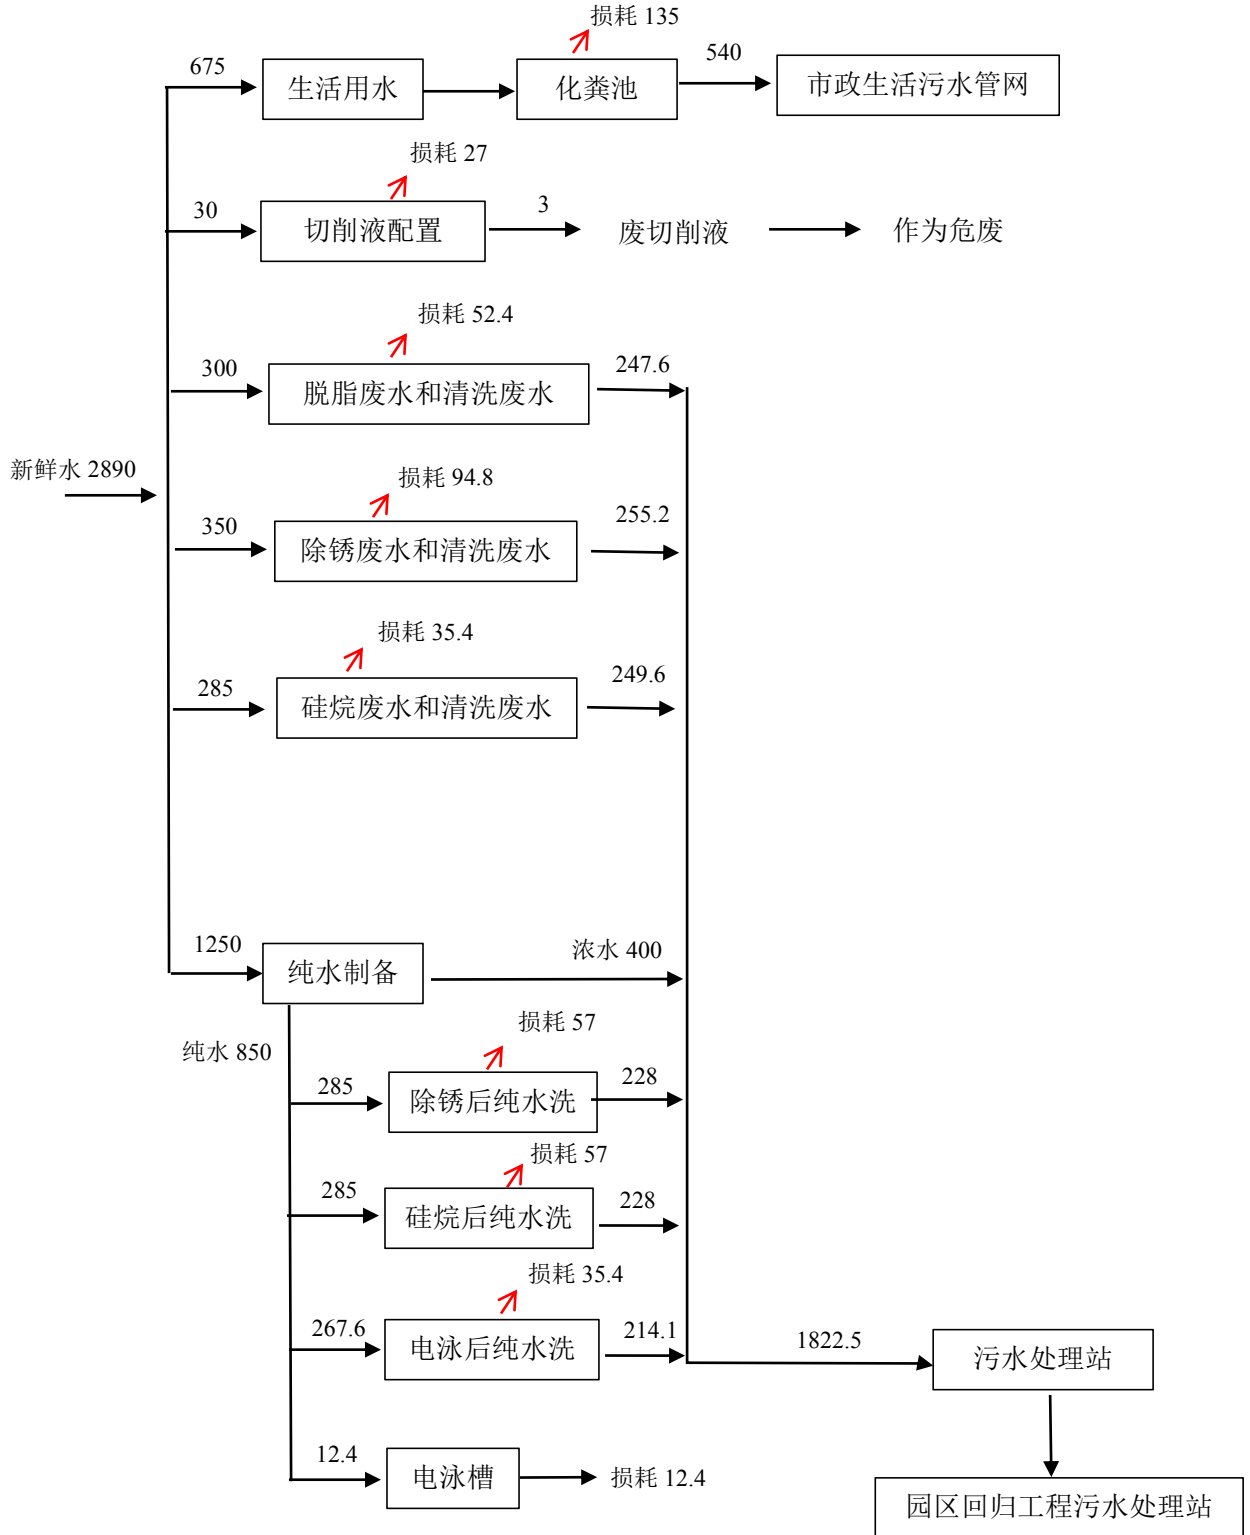 损耗 135
675
生活用水
化粪池
540
市政生活污水管网
损耗 27
30
切削液配置
3
废切削液
作为危废
损耗 52.4
300
脱脂废水和清洗废水
247.6
新鲜水 2890
损耗 94.8
350
除锈废水和清洗废水
255.2
损耗 35.4
285
硅烷废水和清洗废水
249.6
1250
纯水制备
浓水 400
纯水 850
损耗 57
285
除锈后纯水洗
228
损耗 57
285
硅烷后纯水洗
228
损耗 35.4
267.6
电泳后纯水洗
214.1
1822.5
污水处理站
12.4
电泳槽
损耗 12.4
园区回归工程污水处理站